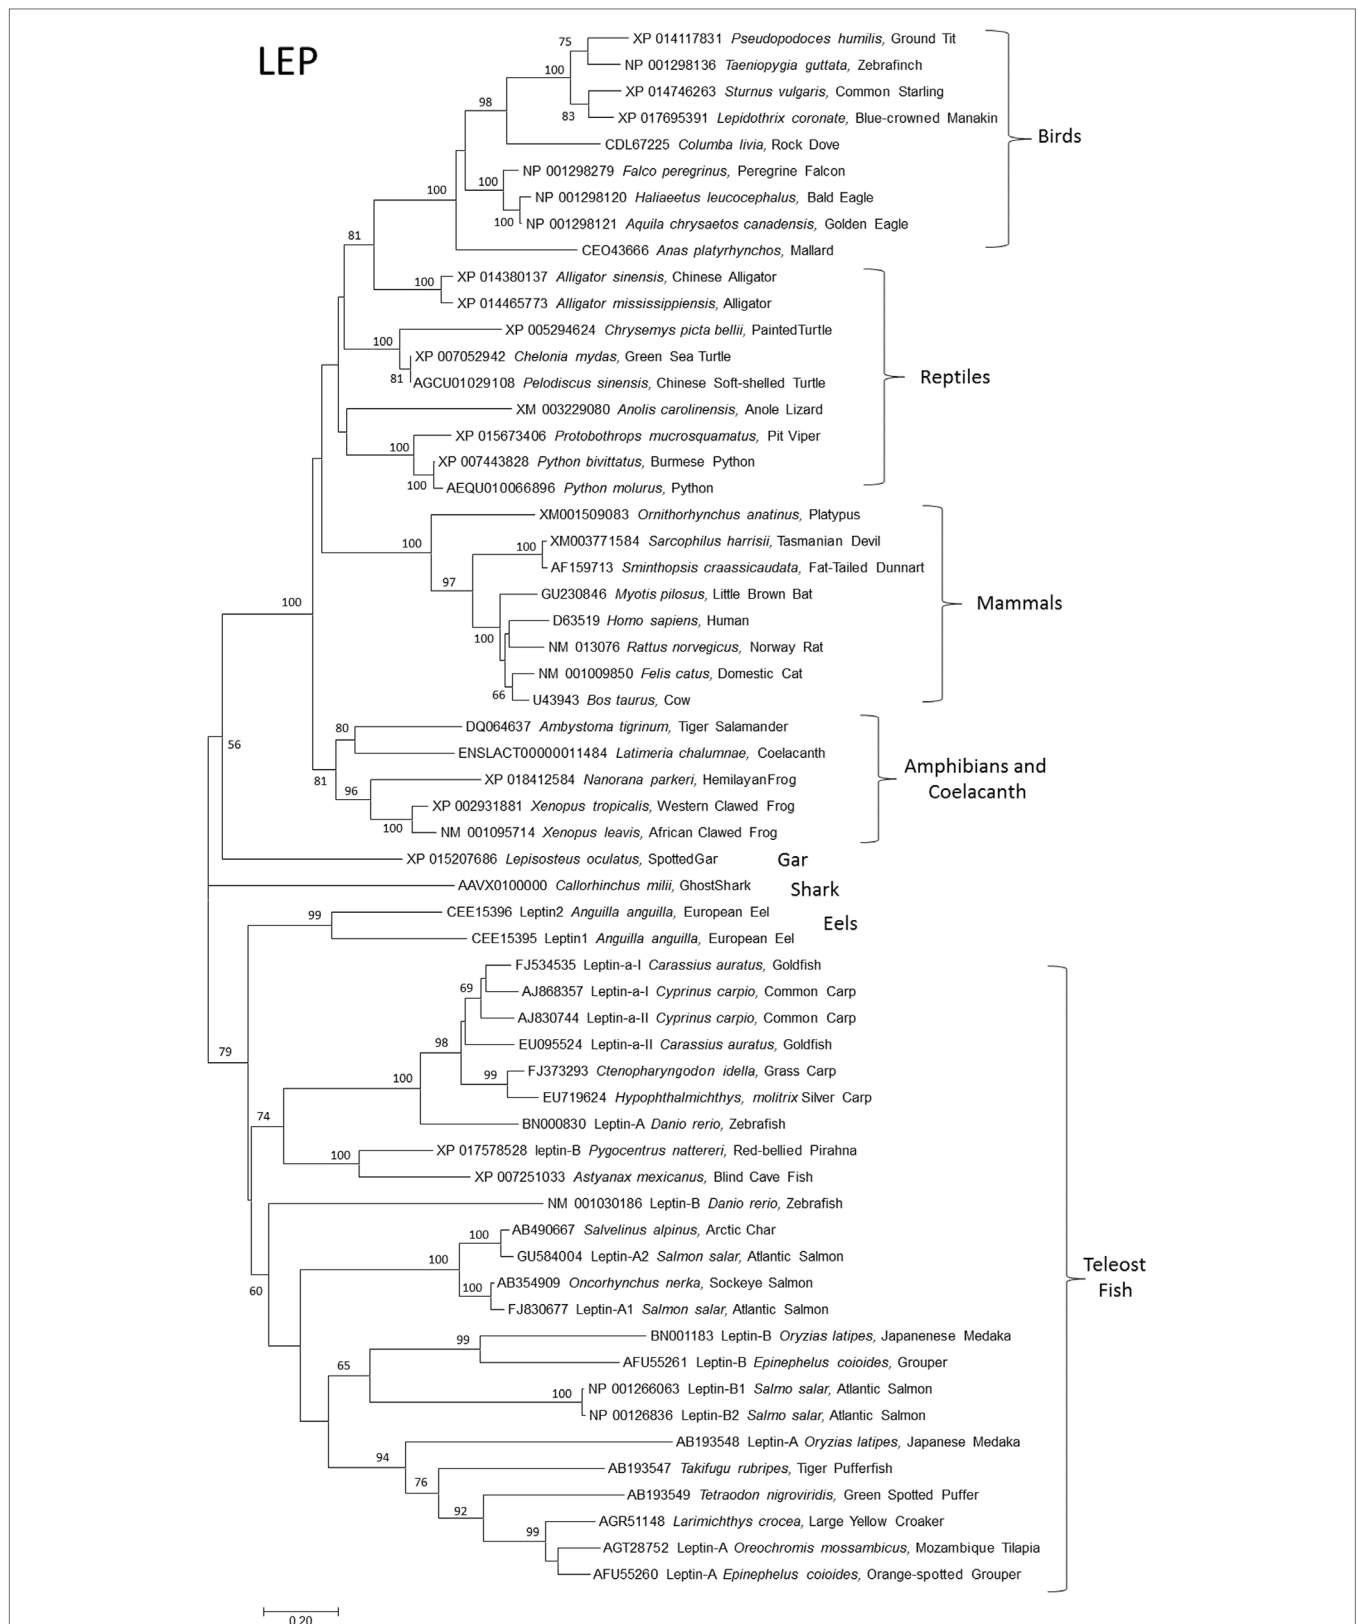 LEP
75
XP 014117831 Pseudopodoces humilis, Ground Tit
NP 001298136 Taeniopygia guttata, Zebrafinch
100
XP 014746263 Sturnus vulgaris, Common Starling
98
83
XP 017695391 Lepidothrix coronate, Blue-crowned Manakin
Birds
CDL67225 Columba livia, Rock Dove
NP 001298279 Falco peregrinus, Peregrine Falcon
100
100
NP 001298120 Haliaeetus leucocephalus, Bald Eagle
100
NP 001298121 Aquila chrysaetos canadensis, Golden Eagle
81
CEO43666 Anas platyrhynchos, Mallard
XP 014380137 Alligator sinensis, Chinese Alligator
100
XP 014465773 Alligator mississippiensis, Alligator
XP 005294624 Chrysemys picta bellii, PaintedTurtle
100
XP 007052942 Chelonia mydas, Green Sea Turtle
81
AGCU01029108 Pelodiscus sinensis, Chinese Soft-shelled Turtle
Reptiles
XM 003229080 Anolis carolinensis, Anole Lizard
XP 015673406 Protobothrops mucrosquamatus, Pit Viper
100
XP 007443828 Python bivittatus, Burmese Python
100
AEQU010066896 Python molurus, Python
XM001509083 Ornithorhynchus anatinus, Platypus
100
100
XM003771584 Sarcophilus harrisii, Tasmanian Devil
AF159713 Sminthopsis craassicaudata, Fat-Tailed Dunnart
97
GU230846 Myotis pilosus, Little Brown Bat
100
Mammals
D63519 Homo sapiens, Human
100
NM 013076 Rattus norvegicus, Norway Rat
NM 001009850 Felis catus, Domestic Cat
66
U43943 Bos taurus, Cow
80
DQ064637 Ambystoma tigrinum, Tiger Salamander
56
ENSLACT00000011484 Latimeria chalumnae, Coelacanth
81
XP 018412584 Nanorana parkeri, HemilayanFrog
Amphibians and
Coelacanth
96
XP 002931881 Xenopus tropicalis, Western Clawed Frog
100
NM 001095714 Xenopus leavis, African Clawed Frog
XP 015207686 Lepisosteus oculatus, SpottedGar
Gar
AAVX0100000 Callorhinchus milii, GhostShark
Shark
99
CEE15396 Leptin2 Anguilla anguilla, European Eel
Eels
CEE15395 Leptin1 Anguilla anguilla, European Eel
FJ534535 Leptin-a-I Carassius auratus, Goldfish
69
AJ868357 Leptin-a-I Cyprinus carpio, Common Carp
AJ830744 Leptin-a-II Cyprinus carpio, Common Carp
98
EU095524 Leptin-a-II Carassius auratus, Goldfish
79
99
FJ373293 Ctenopharyngodon idella, Grass Carp
100
EU719624 Hypophthalmichthys, molitrix Silver Carp
74
BN000830 Leptin-A Danio rerio, Zebrafish
100
XP 017578528 leptin-B Pygocentrus nattereri, Red-bellied Pirahna
XP 007251033 Astyanax mexicanus, Blind Cave Fish
NM 001030186 Leptin-B Danio rerio, Zebrafish
100
AB490667 Salvelinus alpinus, Arctic Char
100
GU584004 Leptin-A2 Salmon salar, Atlantic Salmon
Teleost
Fish
60
100
AB354909 Oncorhynchus nerka, Sockeye Salmon
FJ830677 Leptin-A1 Salmon salar, Atlantic Salmon
99
BN001183 Leptin-B Oryzias latipes, Japanenese Medaka
65
AFU55261 Leptin-B Epinephelus coioides, Grouper
100
NP 001266063 Leptin-B1 Salmo salar, Atlantic Salmon
NP 00126836 Leptin-B2 Salmo salar, Atlantic Salmon
94
AB193548 Leptin-A Oryzias latipes, Japanese Medaka
76
AB193547 Takifugu rubripes, Tiger Pufferfish
AB193549 Tetraodon nigroviridis, Green Spotted Puffer
92
99
AGR51148 Larimichthys crocea, Large Yellow Croaker
AGT28752 Leptin-A Oreochromis mossambicus, Mozambique Tilapia
AFU55260 Leptin-A Epinephelus coioides, Orange-spotted Grouper
0.20